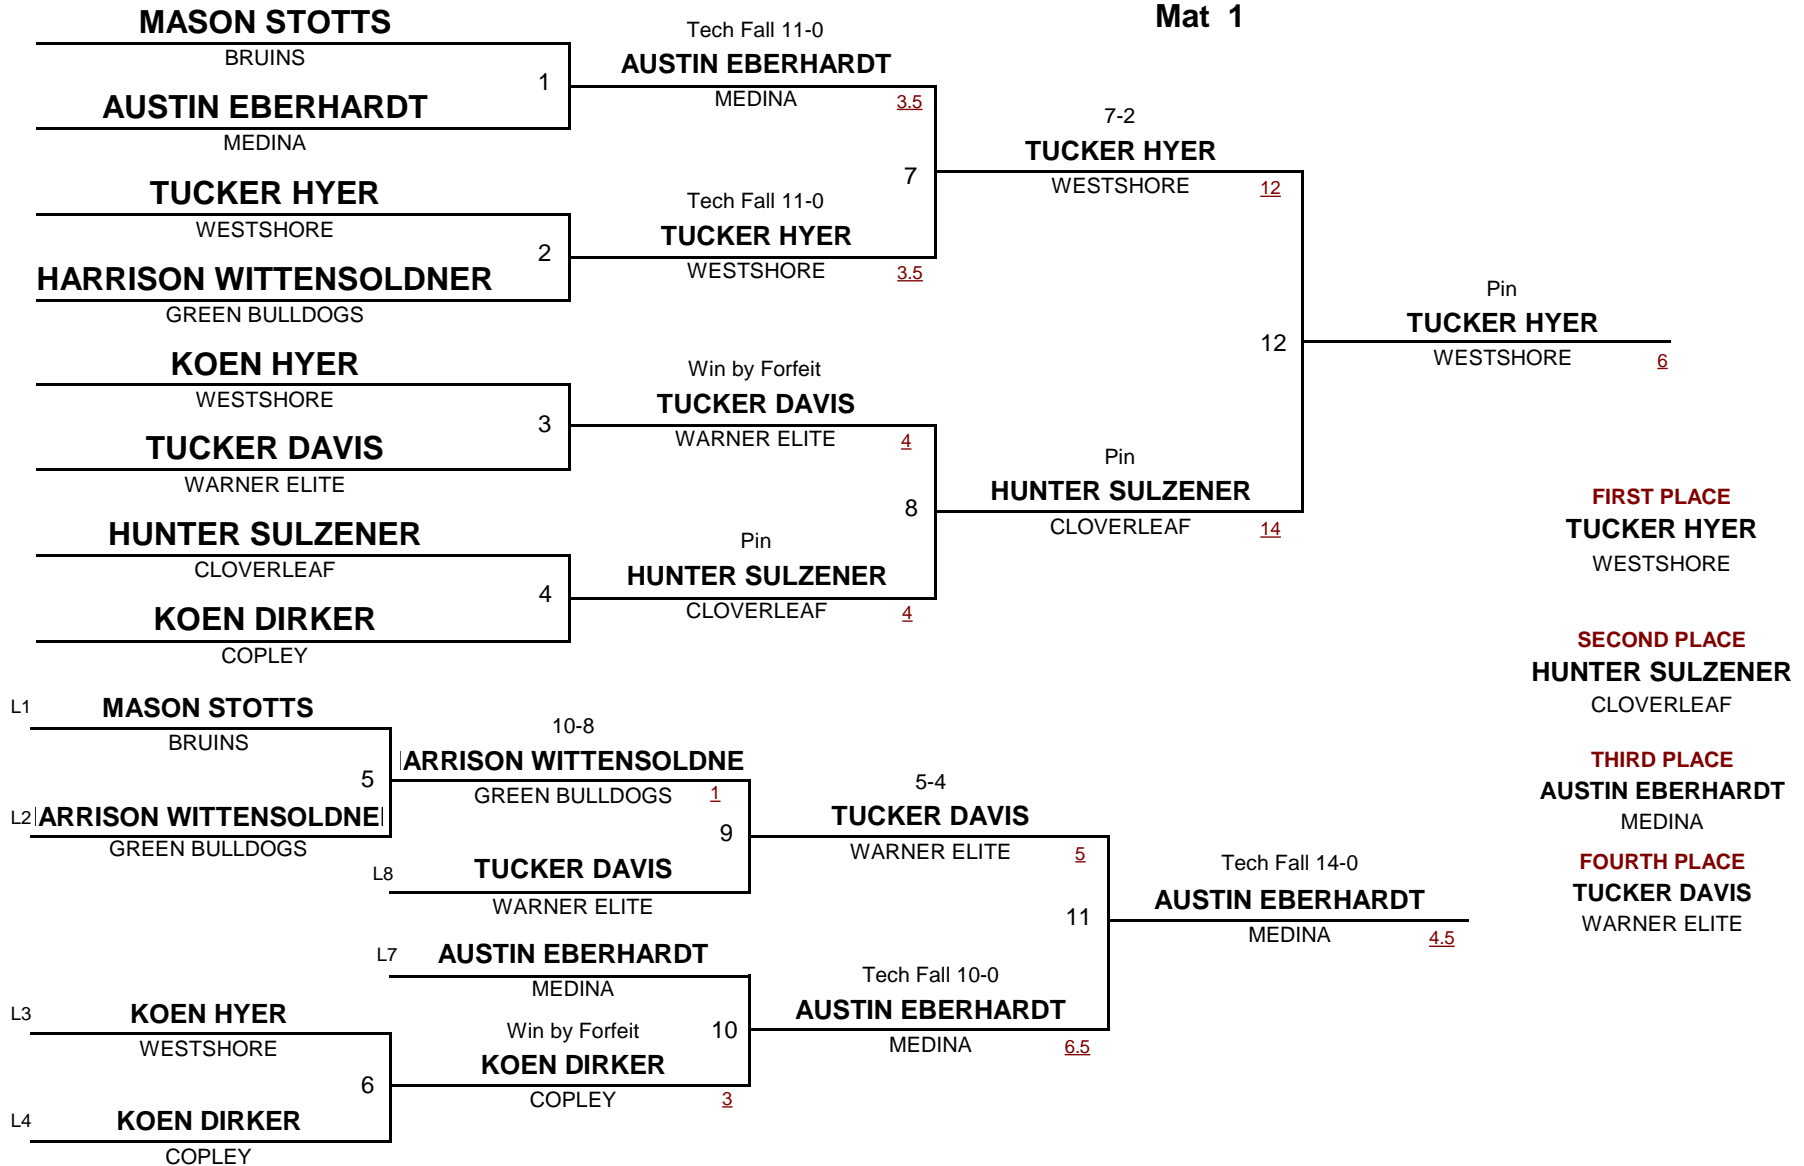 Mat 1
MASON STOTTS
BRUINS
1
AUSTIN EBERHARDT
MEDINA
TUCKER HYER
WESTSHORE
2
HARRISON WITTENSOLDNER
GREEN BULLDOGS
KOEN HYER
WESTSHORE
3
TUCKER DAVIS
WARNER ELITE
HUNTER SULZENER
CLOVERLEAF
4
KOEN DIRKER
COPLEY
Tech Fall 11-0
AUSTIN EBERHARDT
MEDINA 3.5
7
Tech Fall 11-0
TUCKER HYER
WESTSHORE 3.5
Win by Forfeit
TUCKER DAVIS
WARNER ELITE 4
8
Pin
HUNTER SULZENER
CLOVERLEAF 4
7-2
TUCKER HYER
WESTSHORE 12
12
Pin
HUNTER SULZENER
CLOVERLEAF 14
Pin
TUCKER HYER
WESTSHORE 6
FIRST PLACE
TUCKER HYER
WESTSHORE
SECOND PLACE
HUNTER SULZENER
CLOVERLEAF
THIRD PLACE
AUSTIN EBERHARDT
MEDINA
FOURTH PLACE
TUCKER DAVIS
WARNER ELITE
L1 MASON STOTTS
BRUINS
5
L2 ARRISON WITTENSOLDNE
GREEN BULLDOGS
L3 KOEN HYER
WESTSHORE
6
L4 KOEN DIRKER
COPLEY
10-8
ARRISON WITTENSOLDNE
GREEN BULLDOGS 1
9
L8 TUCKER DAVIS
WARNER ELITE
L7 AUSTIN EBERHARDT
MEDINA
10
Win by Forfeit
KOEN DIRKER
COPLEY 3
5-4
TUCKER DAVIS
WARNER ELITE 5
11
Tech Fall 10-0
AUSTIN EBERHARDT
MEDINA 6.5
Tech Fall 14-0
AUSTIN EBERHARDT
MEDINA 4.5